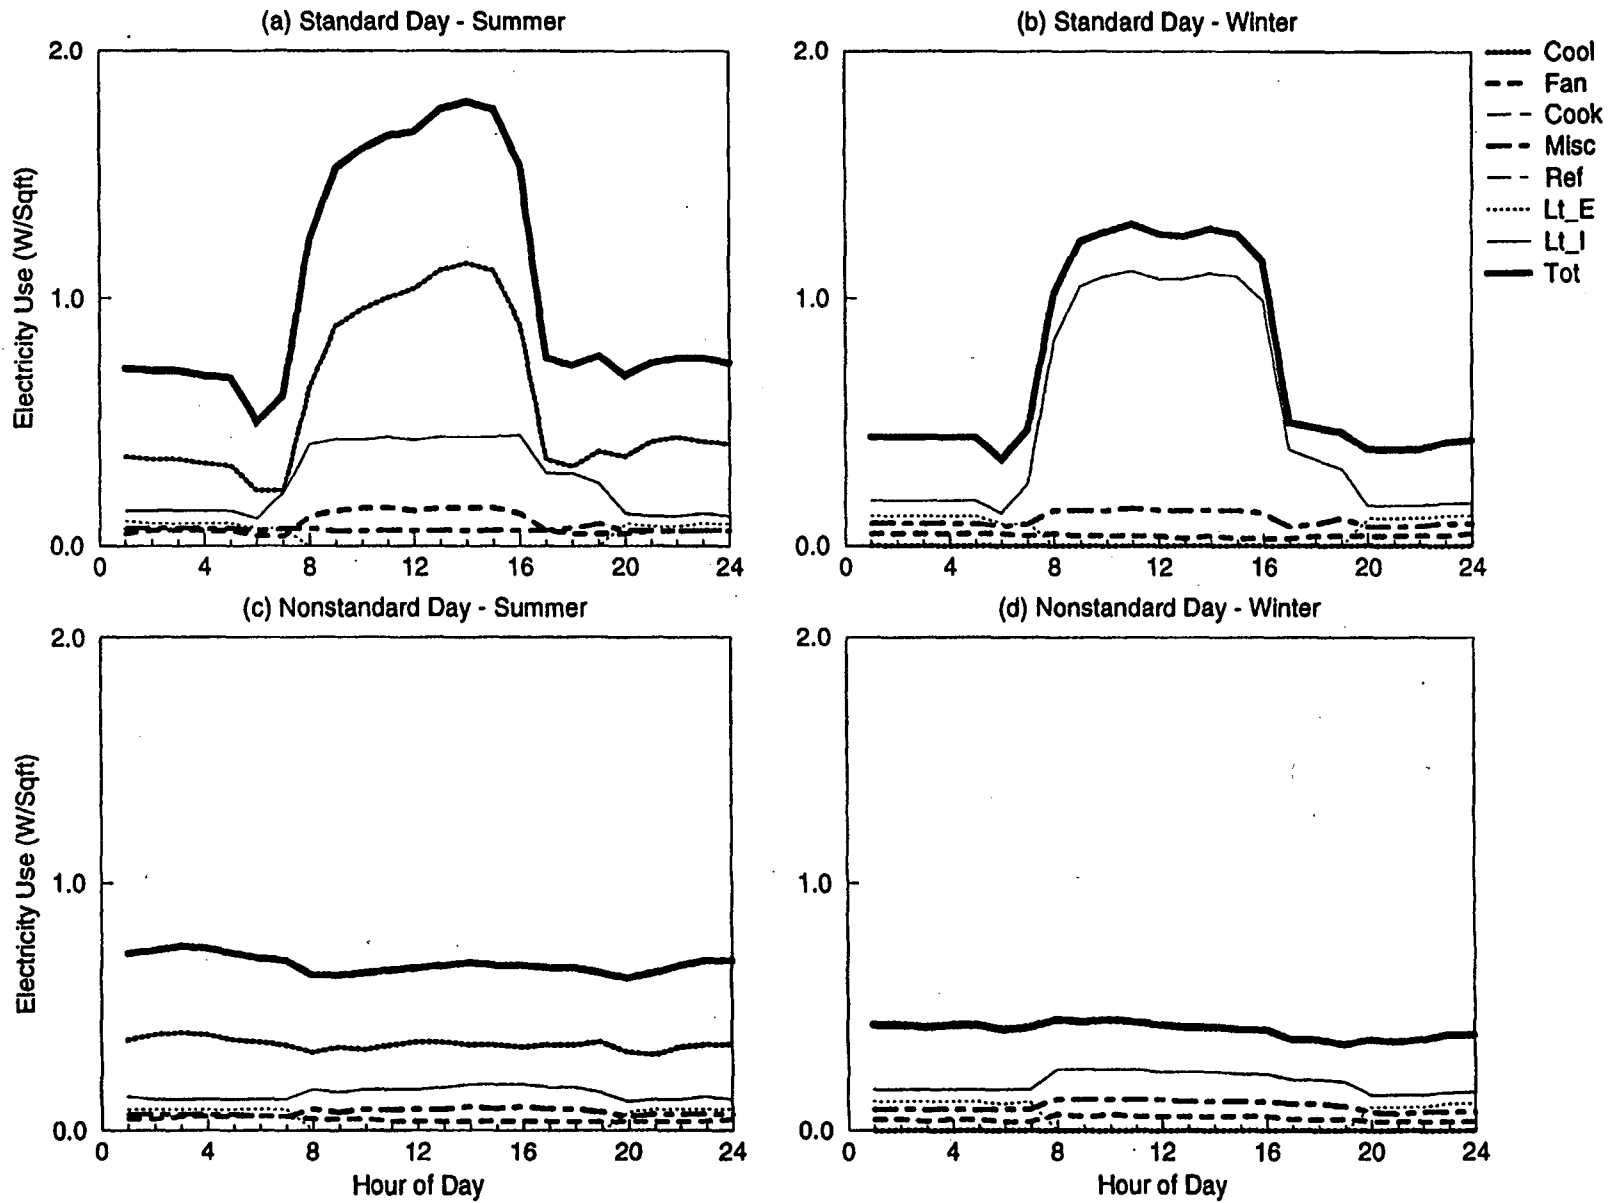 (a) Standard Day - Summer
(b) Standard Day - Winter
2.0
1.0
0.0
Electricity Use (W/Sqft)
0 4 8 12 16 20 24
2.0
1.0
0.0
0 4 8 12 16 20 24
Cool
Fan
Cook
Misc
Ref
Lt_E
Lt_I
Tot
(c) Nonstandard Day - Summer
(d) Nonstandard Day - Winter
2.0
1.0
0.0
Electricity Use (W/Sqft)
0 4 8 12 16 20 24
Hour of Day
2.0
1.0
0.0
0 4 8 12 16 20 24
Hour of Day